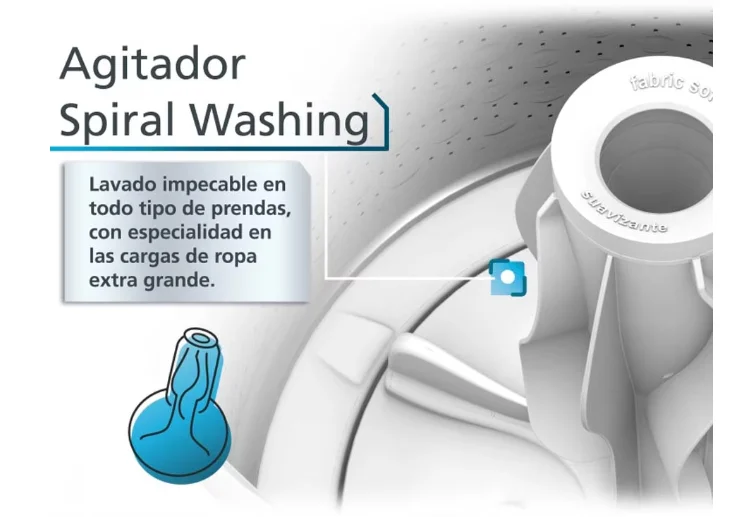 Agitador
Spiral Washing
Lavado impecable en
todo tipo de prendas,
con especialidad en
las cargas de ropa
extra grande.
fabric
suavizante